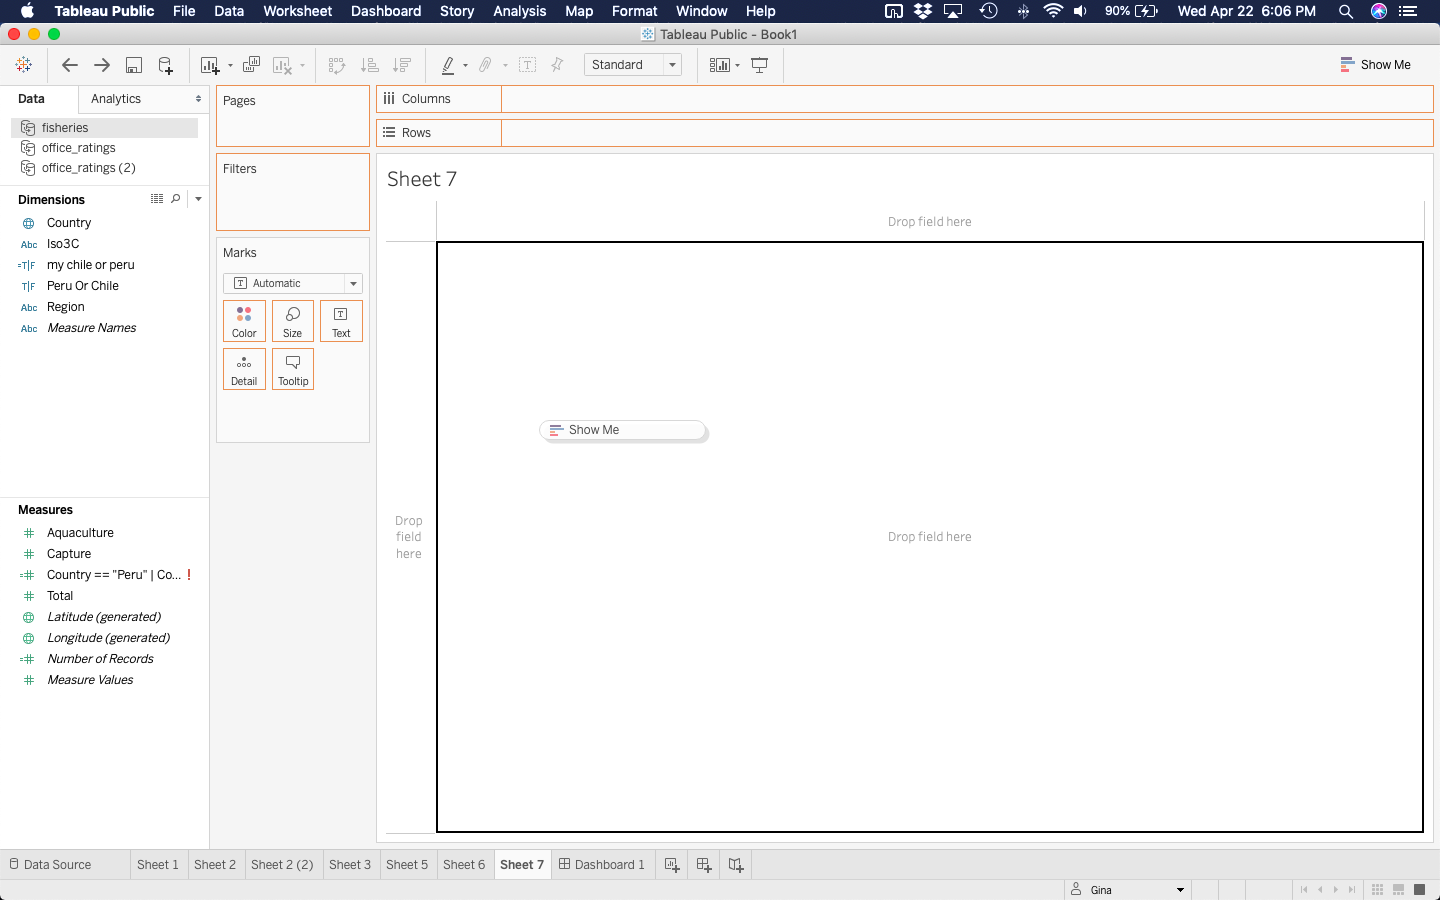 Tableau Public File Data Worksheet Dashboard Story Analysis Map Format Window Help 90% Wed Apr 22 6:06 PM
Tableau Public - Book1
Standard
Show Me
Data Analytics
fisheries
office_ratings
office_ratings (2)
Dimensions
Country
Abc Iso3C
=T|F my chile or peru
T|F Peru Or Chile
Abc Region
Abc Measure Names
Measures
Aquaculture
Capture
Country == "Peru" | Co... !
Total
Latitude (generated)
Longitude (generated)
Number of Records
Measure Values
Pages
Filters
Marks
T Automatic
Color Size Text
Detail Tooltip
Columns
Rows
Sheet 7
Drop field here
Show Me
Drop
field
here
Drop field here
Data Source Sheet 1 Sheet 2 Sheet 2 (2) Sheet 3 Sheet 5 Sheet 6 Sheet 7 Dashboard 1
Gina